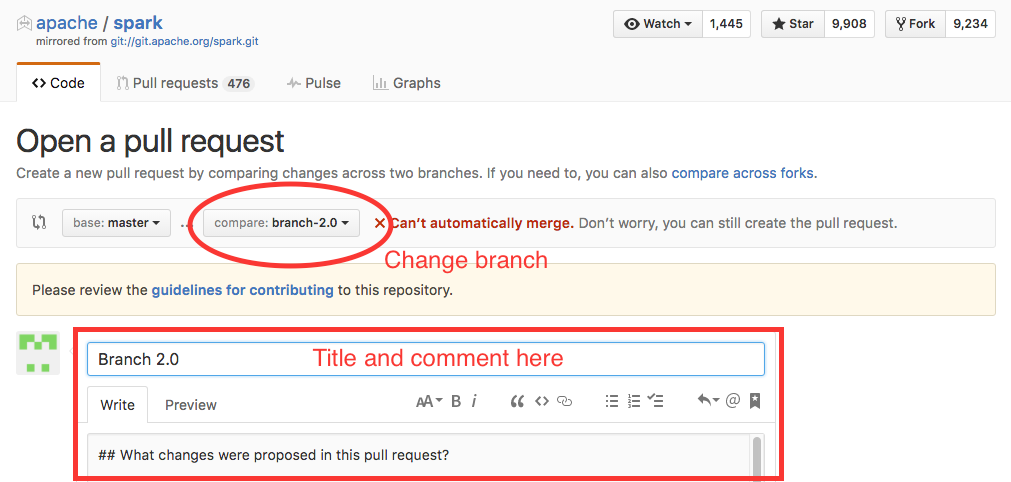 apache / spark
Watch 1,445 Star 9,908 Fork 9,234
mirrored from git://git.apache.org/spark.git
Code Pull requests 476 Pulse Graphs
Open a pull request
Create a new pull request by comparing changes across two branches. If you need to, you can also compare across forks.
base: master ... compare: branch-2.0 Can’t automatically merge. Don’t worry, you can still create the pull request.
Change branch
Please review the guidelines for contributing to this repository.
Branch 2.0 Title and comment here
Write Preview AA B i @
## What changes were proposed in this pull request?